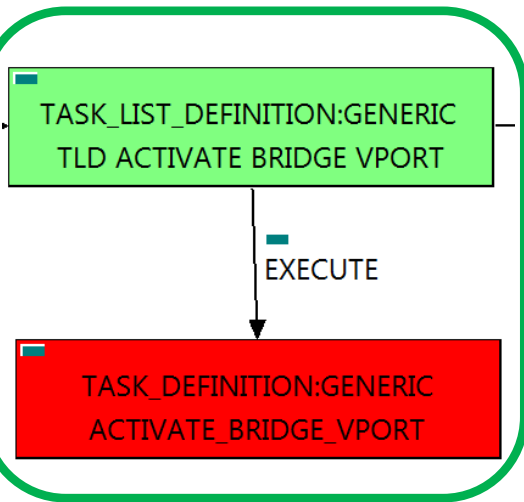 TASK_LIST_DEFINITION:GENERIC
TLD ACTIVATE BRIDGE VPORT
EXECUTE
TASK_DEFINITION:GENERIC
ACTIVATE_BRIDGE_VPORT